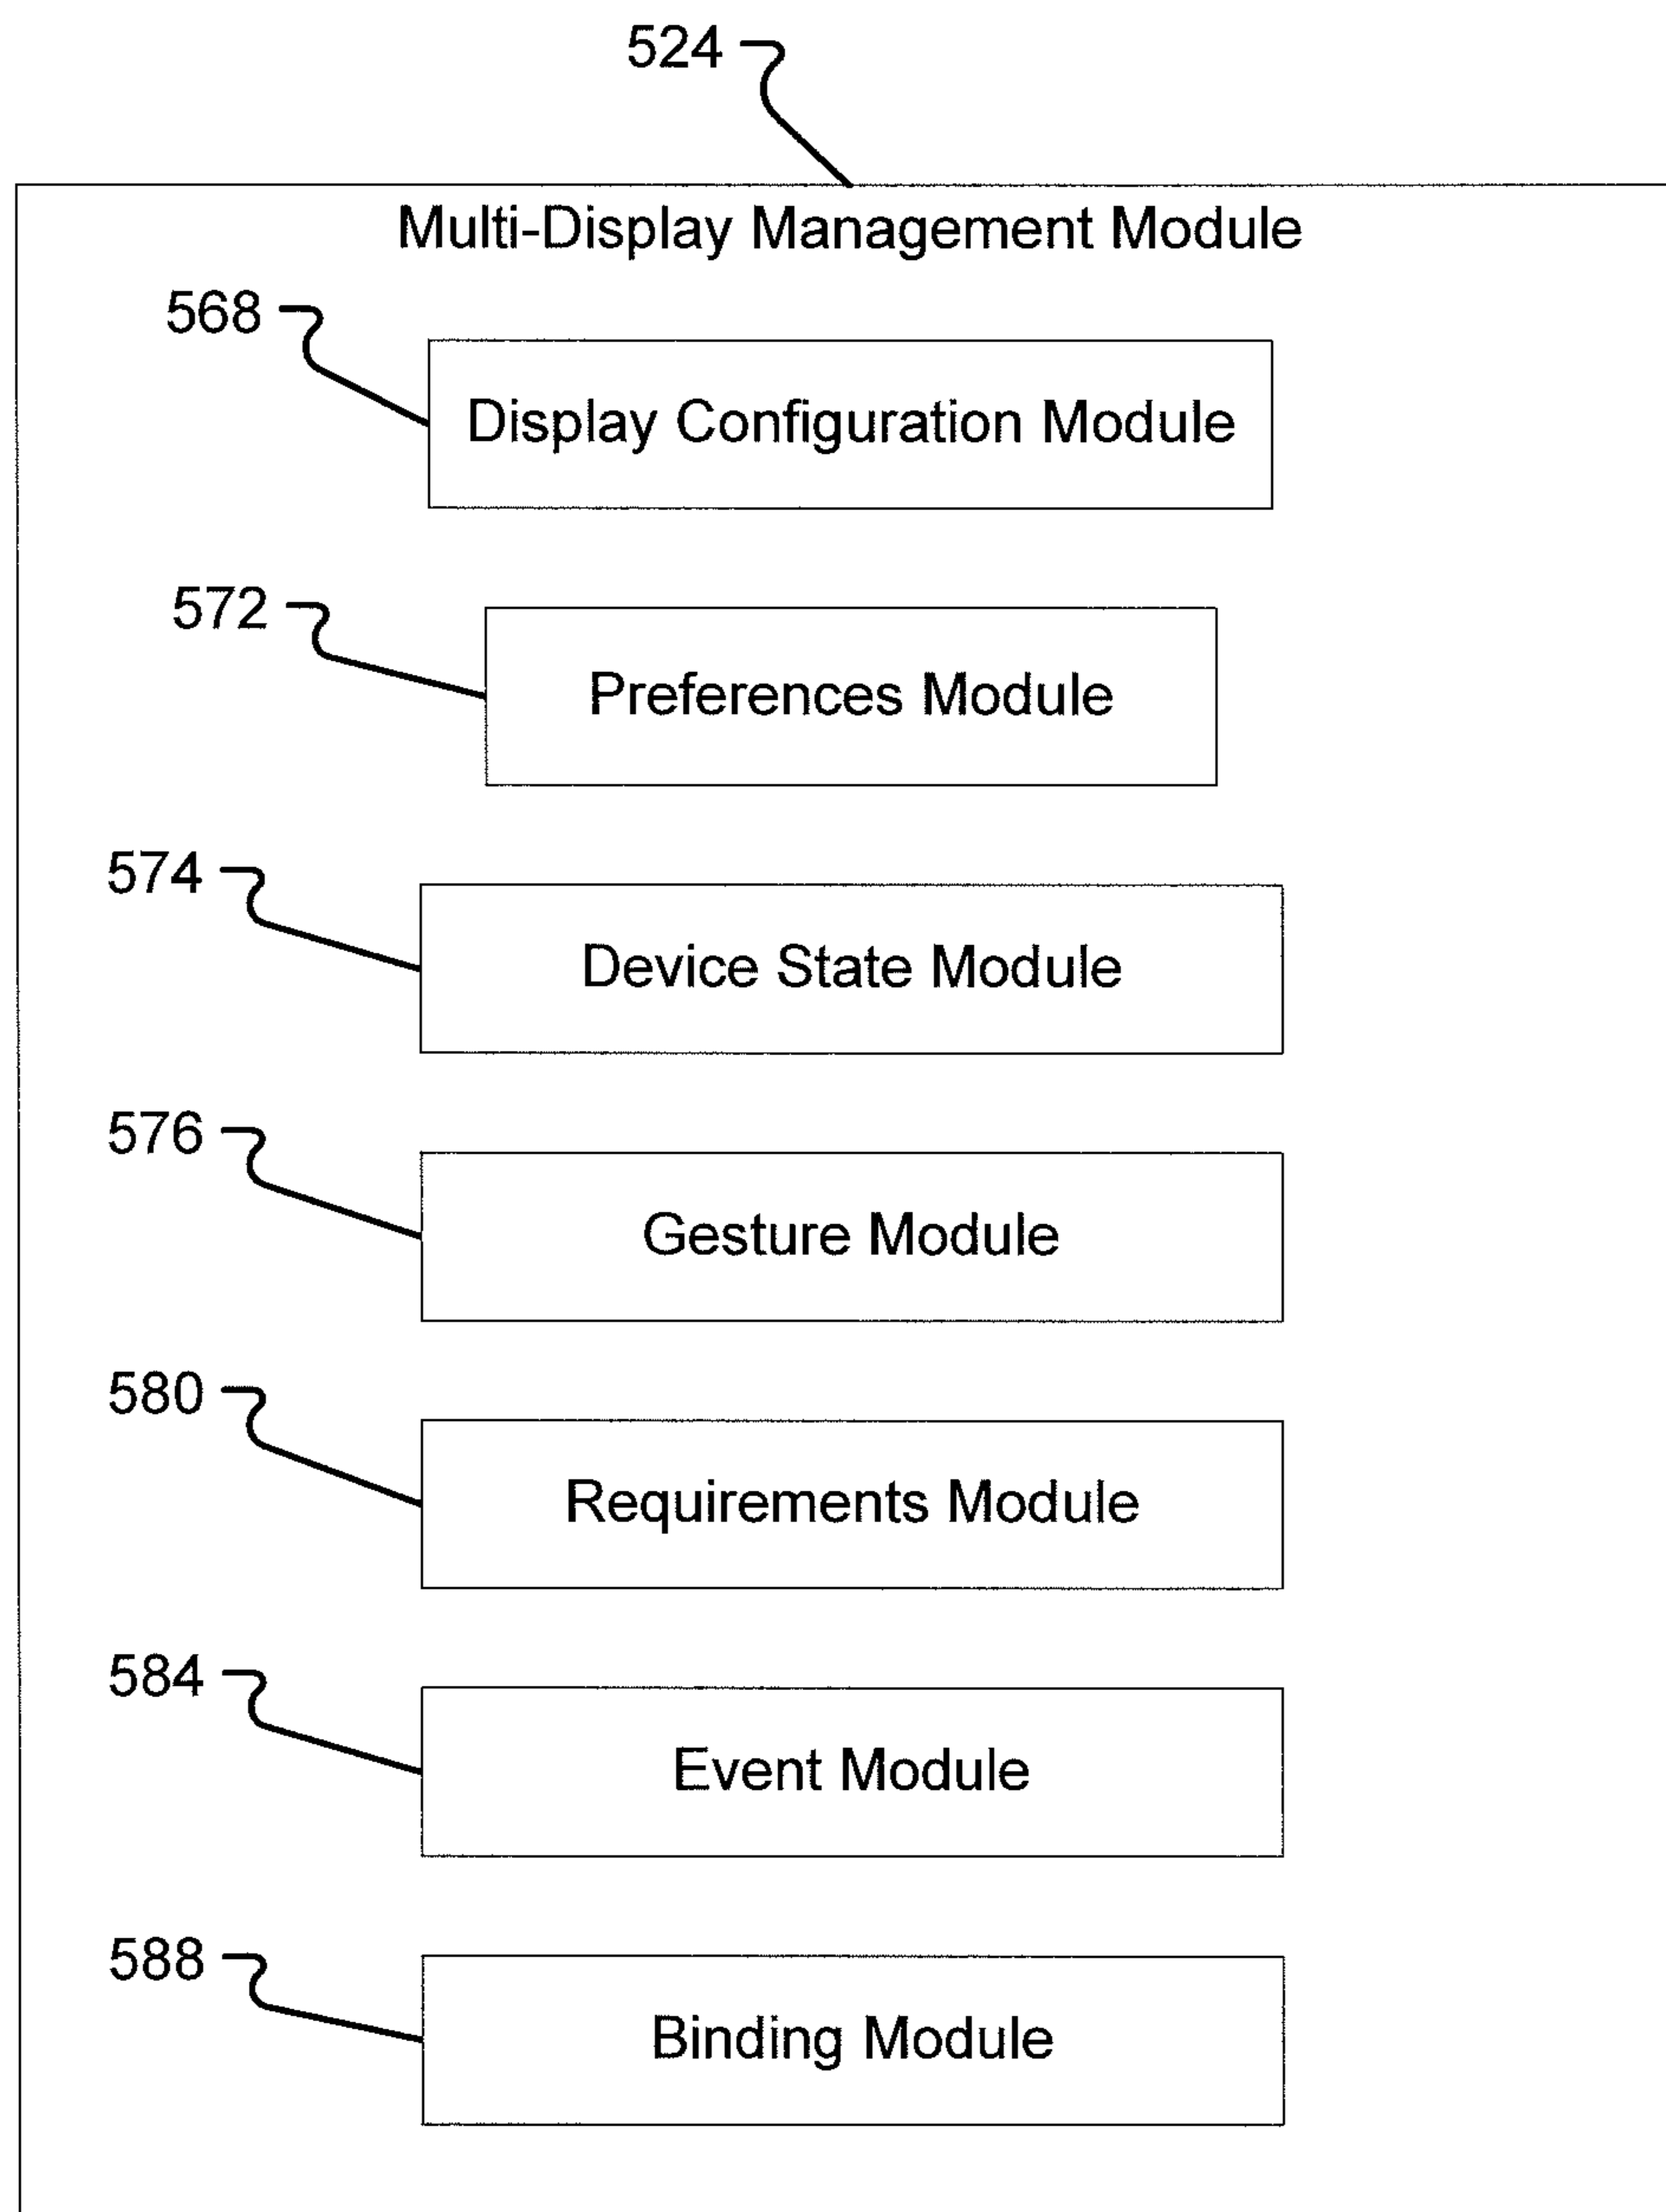 524
Multi-Display Management Module
568
Display Configuration Module
572
Preferences Module
574
Device State Module
576
Gesture Module
580
Requirements Module
584
Event Module
588
Binding Module